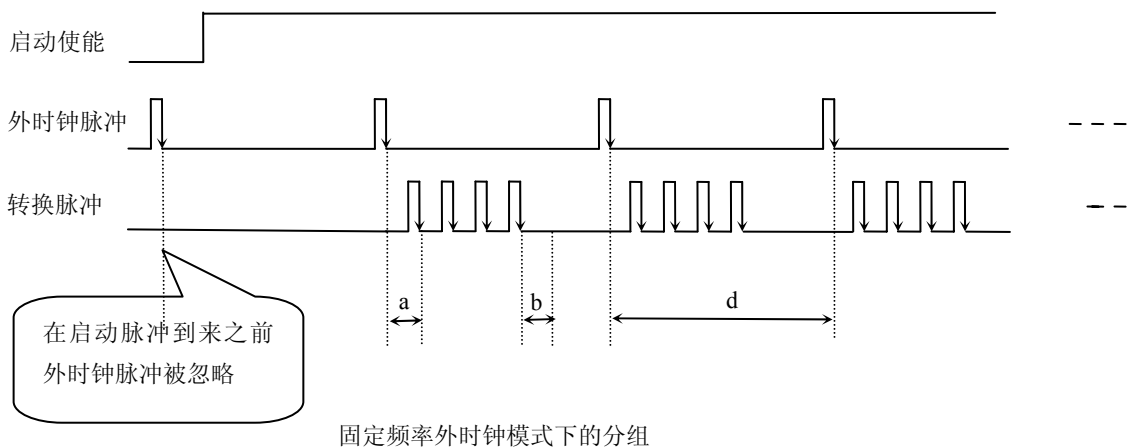 启动使能
外时钟脉冲
转换脉冲
a
b
d
在启动脉冲到来之前
外时钟脉冲被忽略
固定频率外时钟模式下的分组